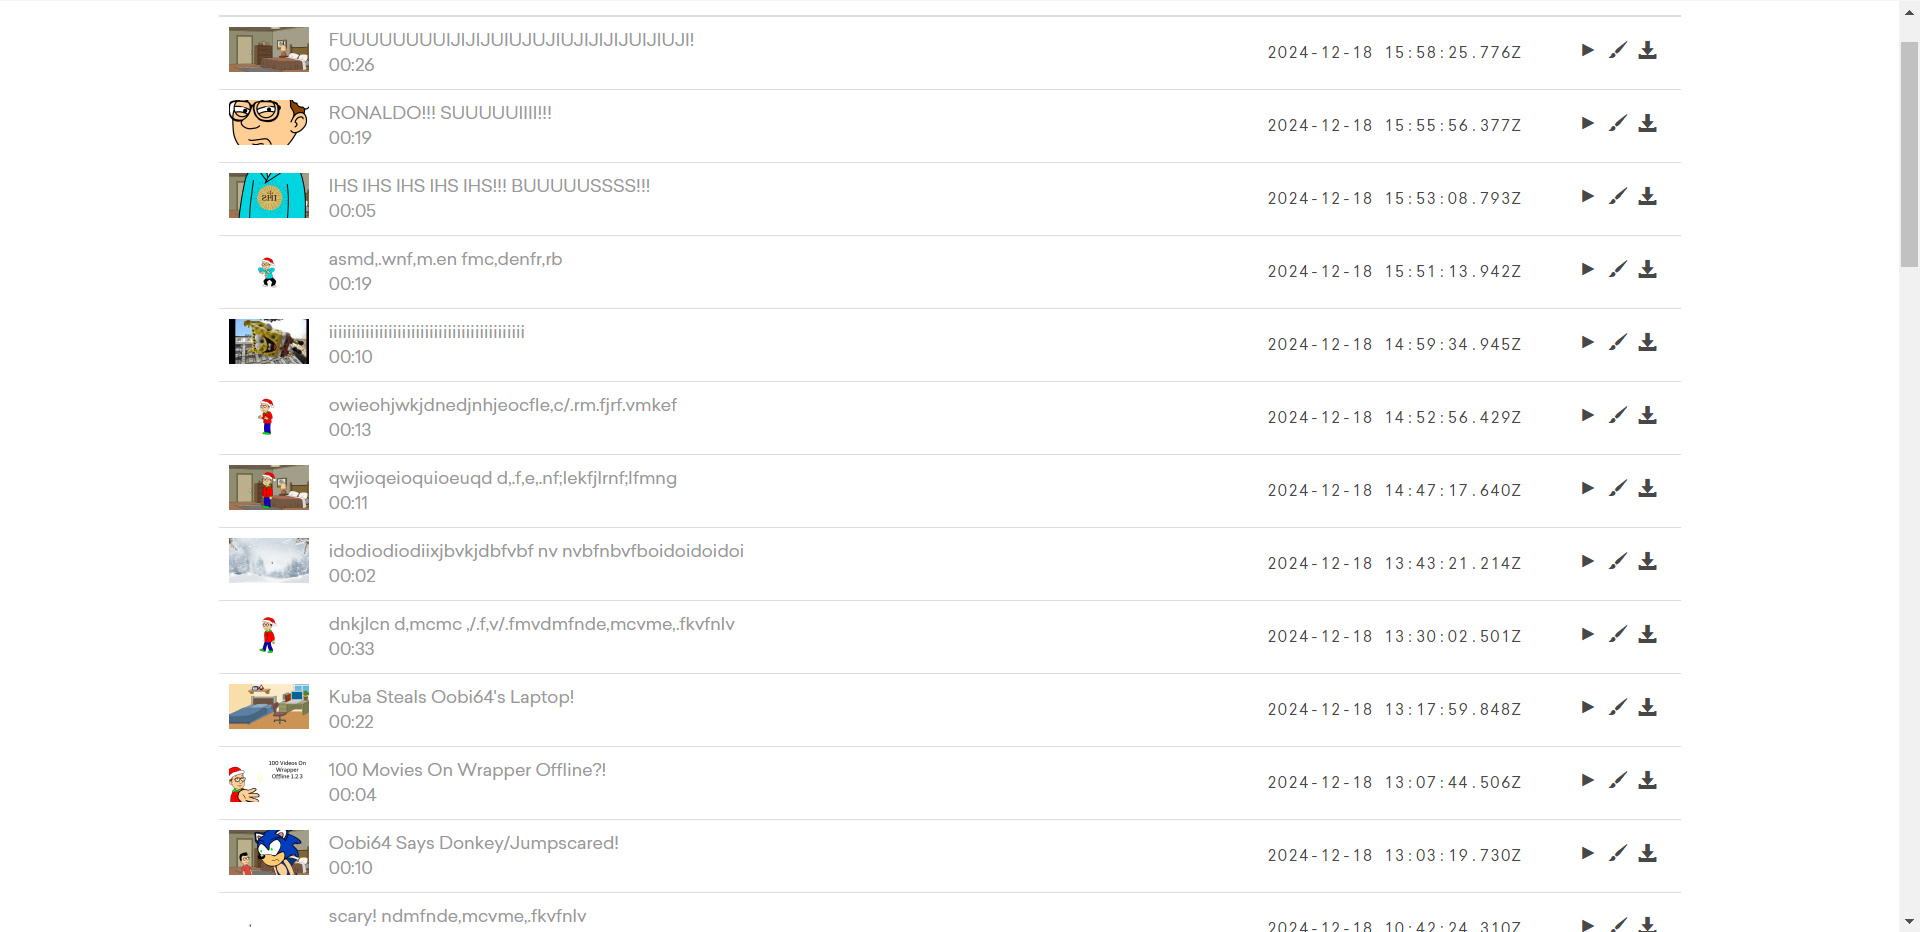 FUUUUUUUUIJIJIJUIUJUJIUJIJIJIJUIJIUJI!
00:26
2024-12-18 15:58:25.776Z
RONALDO!!! SUUUUUIIII!!!
00:19
2024-12-18 15:55:56.377Z
IHS IHS IHS IHS IHS!!! BUUUUUSSSS!!!
00:05
2024-12-18 15:53:08.793Z
asmd,.wnf,m.en fmc,denfr,rb
00:19
2024-12-18 15:51:13.942Z
iiiiiiiiiiiiiiiiiiiiiiiiiiiiiiiiiiiiiiiiiii
00:10
2024-12-18 14:59:34.945Z
owieohjwkjdnedjnhjeocfle,c/.rm.fjrf.vmkef
00:13
2024-12-18 14:52:56.429Z
qwjioqeioquioeuqd d,.f,e,.nf;lekfjlrnf;lfmng
00:11
2024-12-18 14:47:17.640Z
idodiodiodiixjbvkjdbfvbf nv nvbfnbvfboidoidoidoi
00:02
2024-12-18 13:43:21.214Z
dnkjlcn d,mcmc ,/.f,v/.fmvdmfnde,mcvme,.fkvfnlv
00:33
2024-12-18 13:30:02.501Z
Kuba Steals Oobi64's Laptop!
00:22
2024-12-18 13:17:59.848Z
100 Videos On
Wrapper
Offline 1.2.3
100 Movies On Wrapper Offline?!
00:04
2024-12-18 13:07:44.506Z
Oobi64 Says Donkey/Jumpscared!
00:10
2024-12-18 13:03:19.730Z
scary! ndmfnde,mcvme,.fkvfnlv
2024-12-18 10:42:24.310Z